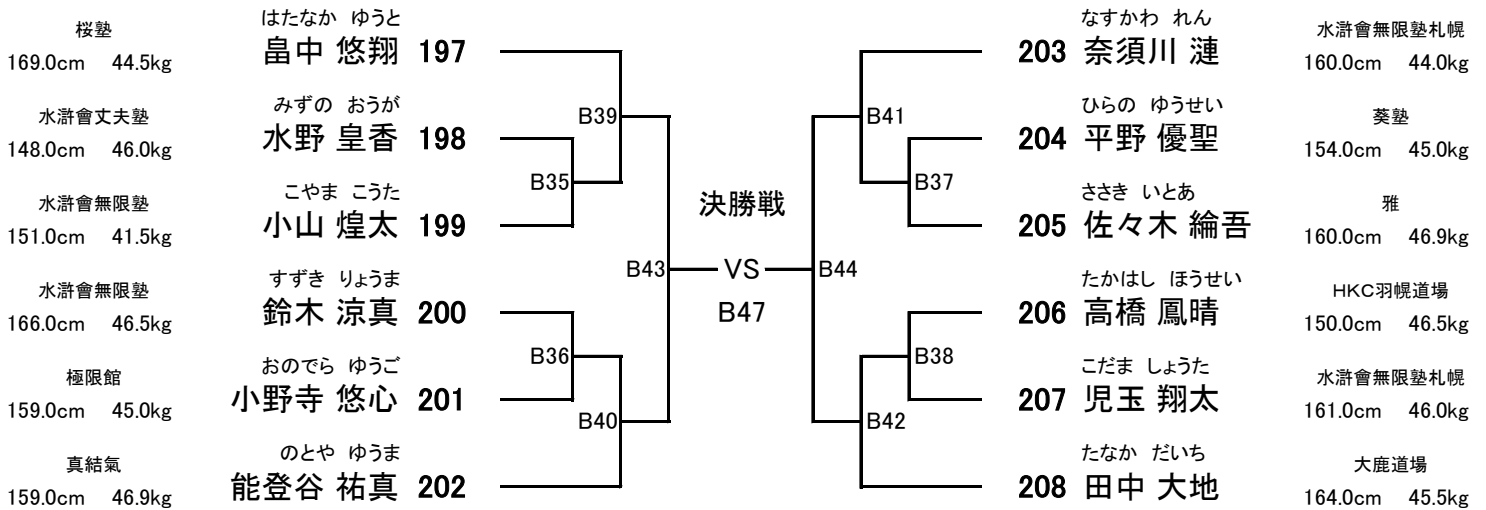 桜塾
169.0cm 44.5kg
はたなか ゆうと
畠中 悠翔 197
水滸會丈夫塾
148.0cm 46.0kg
みずの おうが
水野 皇香 198
水滸會無限塾
151.0cm 41.5kg
こやま こうた
小山 煌太 199
水滸會無限塾
166.0cm 46.5kg
すずき りょうま
鈴木 涼真 200
極限館
159.0cm 45.0kg
おのでら ゆうご
小野寺 悠心 201
真結氣
159.0cm 46.9kg
のとや ゆうま
能登谷 祐真 202
B39
B35
B43
B36
B40
決勝戦
VS
B47
B41
B37
B44
B38
B42
なすかわ れん
203 奈須川 漣
水滸會無限塾札幌
160.0cm 44.0kg
ひらの ゆうせい
204 平野 優聖
葵塾
154.0cm 45.0kg
ささき いとあ
205 佐々木 綸吾
雅
160.0cm 46.9kg
たかはし ほうせい
206 高橋 鳳晴
HKC羽幌道場
150.0cm 46.5kg
こだま しょうた
207 児玉 翔太
水滸會無限塾札幌
161.0cm 46.0kg
たなか だいち
208 田中 大地
大鹿道場
164.0cm 45.5kg